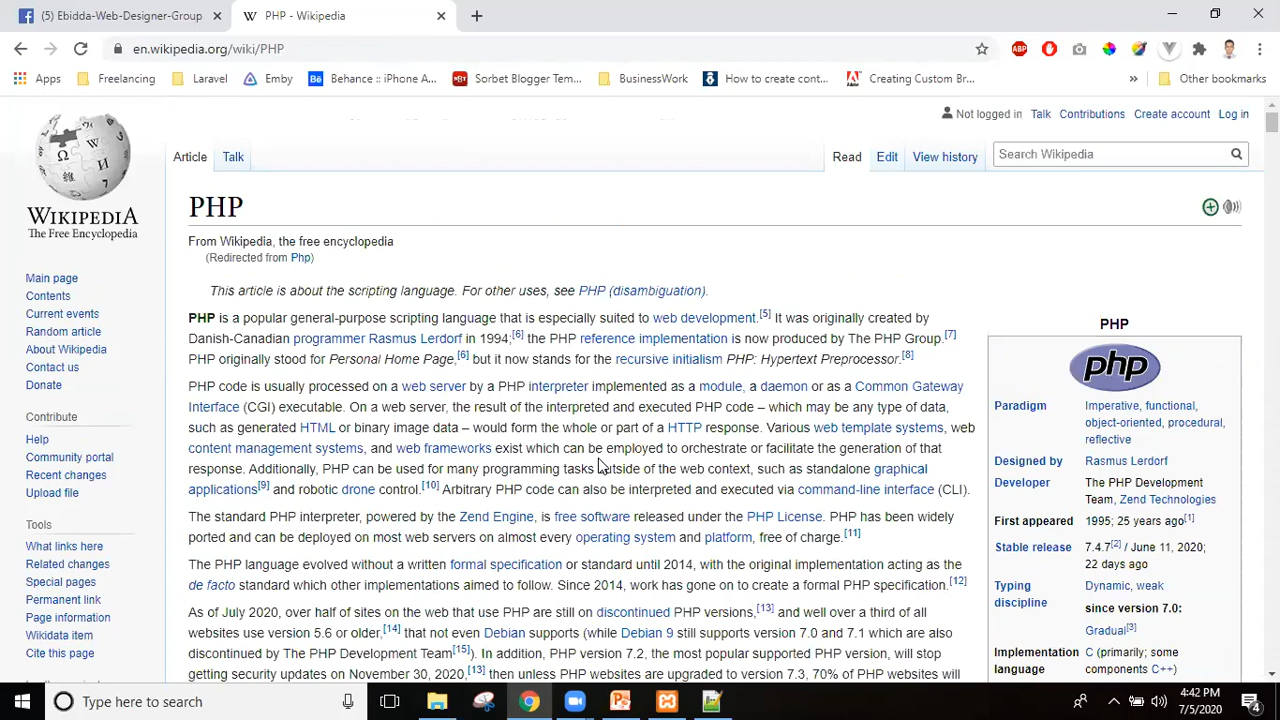 (5) Ebidda-Web-Designer-Group
PHP - Wikipedia
en.wikipedia.org/wiki/PHP
ABP
Apps
Freelancing
Laravel
Emby
Behance :: iPhone A...
Sorbet Blogger Tem...
BusinessWork
How to create cont...
Creating Custom Br...
Other bookmarks
Not logged in Talk Contributions Create account Log in
Article Talk
Read Edit View history
Search Wikipedia
WIKIPEDIA
The Free Encyclopedia
Main page
Contents
Current events
Random article
About Wikipedia
Contact us
Donate
Contribute
Help
Community portal
Recent changes
Upload file
Tools
What links here
Related changes
Special pages
Permanent link
Page information
Wikidata item
Cite this page
PHP
From Wikipedia, the free encyclopedia
(Redirected from Php)
This article is about the scripting language. For other uses, see PHP (disambiguation).
PHP is a popular general-purpose scripting language that is especially suited to web development.[5] It was originally created by
Danish-Canadian programmer Rasmus Lerdorf in 1994;[6] the PHP reference implementation is now produced by The PHP Group.[7]
PHP originally stood for Personal Home Page,[6] but it now stands for the recursive initialism PHP: Hypertext Preprocessor.[8]
PHP code is usually processed on a web server by a PHP interpreter implemented as a module, a daemon or as a Common Gateway
Interface (CGI) executable. On a web server, the result of the interpreted and executed PHP code – which may be any type of data,
such as generated HTML or binary image data – would form the whole or part of a HTTP response. Various web template systems, web
content management systems, and web frameworks exist which can be employed to orchestrate or facilitate the generation of that
response. Additionally, PHP can be used for many programming tasks outside of the web context, such as standalone graphical
applications[9] and robotic drone control.[10] Arbitrary PHP code can also be interpreted and executed via command-line interface (CLI).
The standard PHP interpreter, powered by the Zend Engine, is free software released under the PHP License. PHP has been widely
ported and can be deployed on most web servers on almost every operating system and platform, free of charge.[11]
The PHP language evolved without a written formal specification or standard until 2014, with the original implementation acting as the
de facto standard which other implementations aimed to follow. Since 2014, work has gone on to create a formal PHP specification.[12]
As of July 2020, over half of sites on the web that use PHP are still on discontinued PHP versions,[13] and well over a third of all
websites use version 5.6 or older,[14] that not even Debian supports (while Debian 9 still supports version 7.0 and 7.1 which are also
discontinued by The PHP Development Team[15]). In addition, PHP version 7.2, the most popular supported PHP version, will stop
getting security updates on November 30, 2020,[13] then unless PHP websites are upgraded to version 7.3, 70% of PHP websites will
PHP
php
Paradigm Imperative, functional,
object-oriented, procedural,
reflective
Designed by Rasmus Lerdorf
Developer The PHP Development
Team, Zend Technologies
First appeared 1995; 25 years ago[1]
Stable release 7.4.7[2] / June 11, 2020;
22 days ago
Typing Dynamic, weak
discipline since version 7.0:
Gradual[3]
Implementation C (primarily; some
language components C++)
Type here to search
4:42 PM
7/5/2020
4